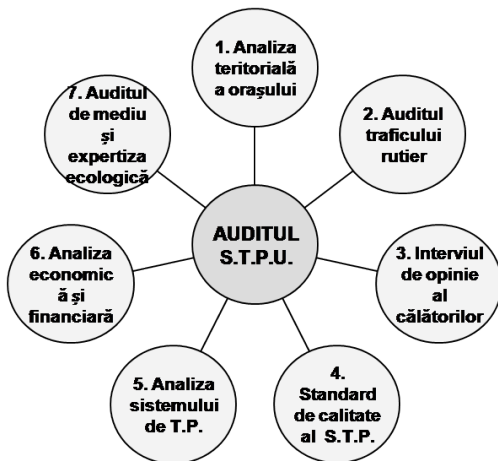 1. Analiza
teritorială
a orașului
2. Auditul
traficului
rutier
3. Interviul
de opinie
al
călătorilor
4.
Standard
de calitate
al S.T.P.
5. Analiza
sistemului
de T.P.
6. Analiza
economic
ă și
financiară
7. Auditul
de mediu
și
expertiza
ecologică
AUDITUL
S.T.P.U.